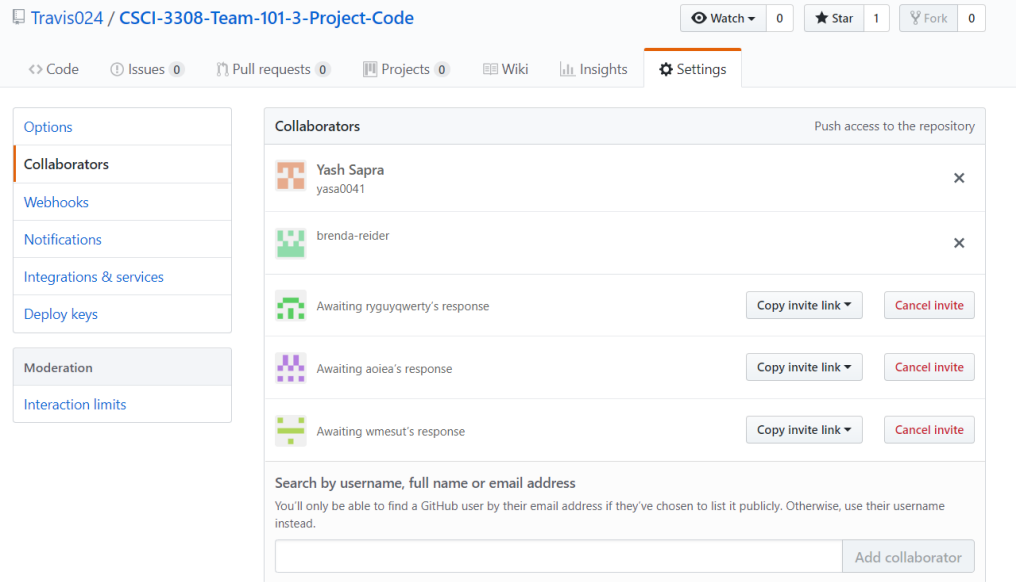 Travis024 / CSCI-3308-Team-101-3-Project-Code
Watch 0 Star 1 Fork 0
Code Issues 0 Pull requests 0 Projects 0 Wiki Insights Settings
Options
Collaborators
Webhooks
Notifications
Integrations & services
Deploy keys
Moderation
Interaction limits
Collaborators Push access to the repository
Yash Sapra
yasa0041
brenda-reider
Awaiting ryguyqwerty's response Copy invite link Cancel invite
Awaiting aoiea's response Copy invite link Cancel invite
Awaiting wmesut's response Copy invite link Cancel invite
Search by username, full name or email address
You'll only be able to find a GitHub user by their email address if they've chosen to list it publicly. Otherwise, use their username
instead.
Add collaborator